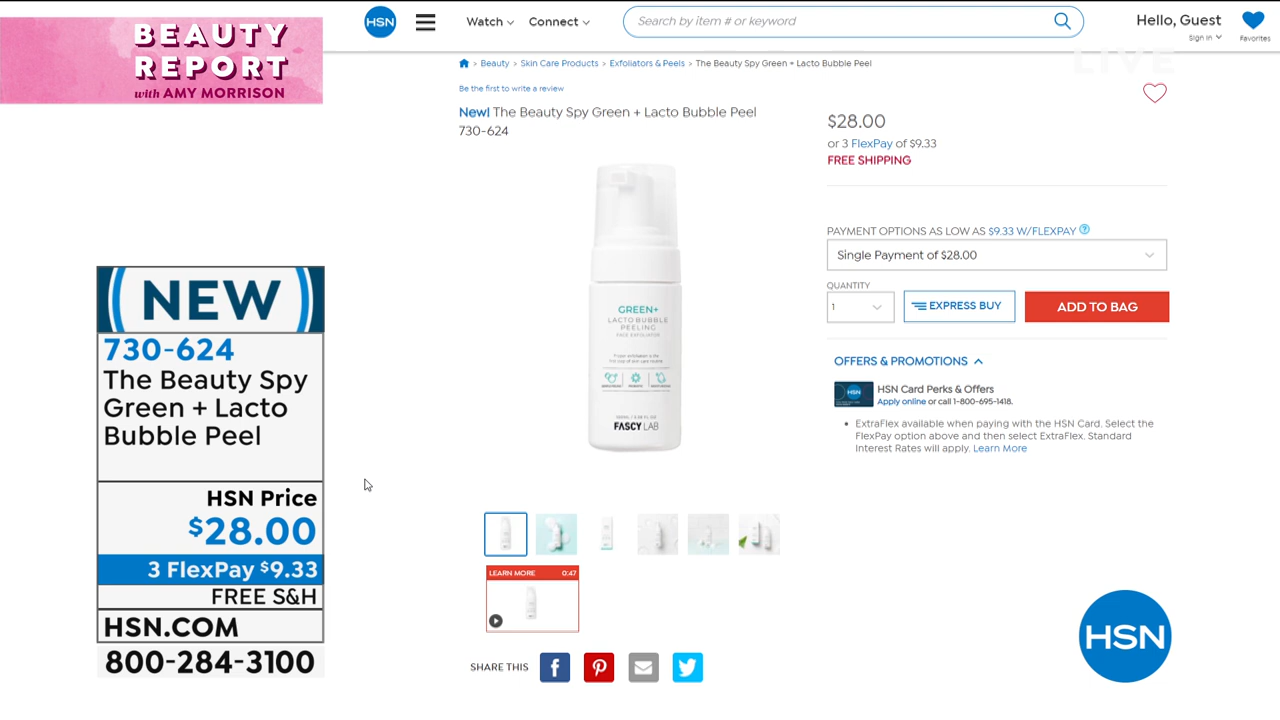 BEAUTY
REPORT
with AMY MORRISON
NEW
730-624
The Beauty Spy
Green + Lacto
Bubble Peel
HSN Price
$28.00
3 FlexPay $9.33
FREE S&H
HSN.COM
800-284-3100
HSN
Watch
Connect
Search by item # or keyword
Hello, Guest
Sign In
Favorites
LIVE
> Beauty > Skin Care Products > Exfoliators & Peels > The Beauty Spy Green + Lacto Bubble Peel
Be the first to write a review
New! The Beauty Spy Green + Lacto Bubble Peel
730-624
GREEN+
LACTO BUBBLE
PEELING
FACE EXFOLIATOR
FASCY LAB
LEARN MORE 0:47
SHARE THIS
$28.00
or 3 FlexPay of $9.33
FREE SHIPPING
PAYMENT OPTIONS AS LOW AS $9.33 W/FLEXPAY ?
Single Payment of $28.00
QUANTITY
1
EXPRESS BUY
ADD TO BAG
OFFERS & PROMOTIONS
HSN
HSN Card Perks & Offers
Apply online or call 1-800-695-1418.
• ExtraFlex available when paying with the HSN Card. Select the
FlexPay option above and then select ExtraFlex. Standard
Interest Rates will apply. Learn More
HSN